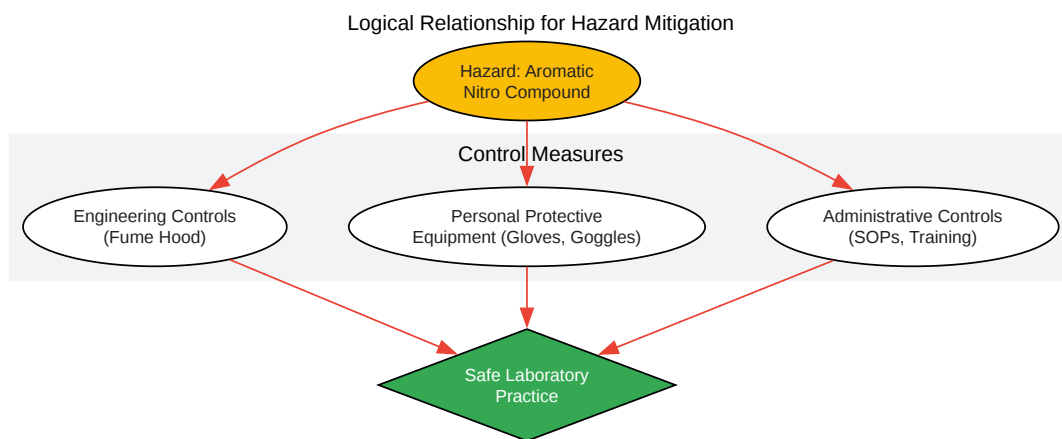 Logical Relationship for Hazard Mitigation
Hazard: Aromatic
Nitro Compound
Control Measures
Engineering Controls
(Fume Hood)
Personal Protective
Equipment (Gloves, Goggles)
Administrative Controls
(SOPs, Training)
Safe Laboratory
Practice